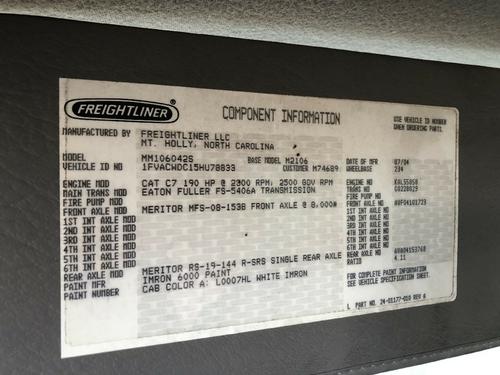 FREIGHTLINER
COMPONENT INFORMATION
USE VEHICLE ID NUMBER
WHEN ORDERING PARTS.
MANUFACTURED BY FREIGHTLINER LLC
MT. HOLLY, NORTH CAROLINA
MODEL MM106042S BASE MODEL M2106 DATE OF MFR 07/04
VEHICLE ID NO 1FVACWDC15HU78833 CUSTOMER M74689 WHEELBASE 234
ENGINE MOD CAT C7 190 HP @ 2300 RPM; 2500 GOV RPM ENGINE NO
MAIN TRANS MOD EATON FULLER FS-5406A TRANSMISSION MAIN TRANS NO
FIRE PUMP MOD FIRE PUMP NO
FRONT AXLE MOD MERITOR MFS-08-153B FRONT AXLE @ 8,000# FRONT AXLE NO
1ST INT AXLE MOD 1ST INT AXLE NO
2ND INT AXLE MOD 2ND INT AXLE NO
3RD INT AXLE MOD 3RD INT AXLE NO
4TH INT AXLE MOD 4TH INT AXLE NO
5TH INT AXLE MOD 5TH INT AXLE NO
6TH INT AXLE MOD 6TH INT AXLE NO
REAR AXLE MOD MERITOR RS-19-144 R-SRS SINGLE REAR AXLE REAR AXLE NO
PAINT MFR IMRON 6000 PAINT RATIO 4.11
PAINT NUMBER CAB COLOR A: L0007HL WHITE IMRON
FOR COMPLETE PAINT INFORMATION
SEE VEHICLE SPECIFICATION SHEET.
PART NO. 24-01177-010 REV A